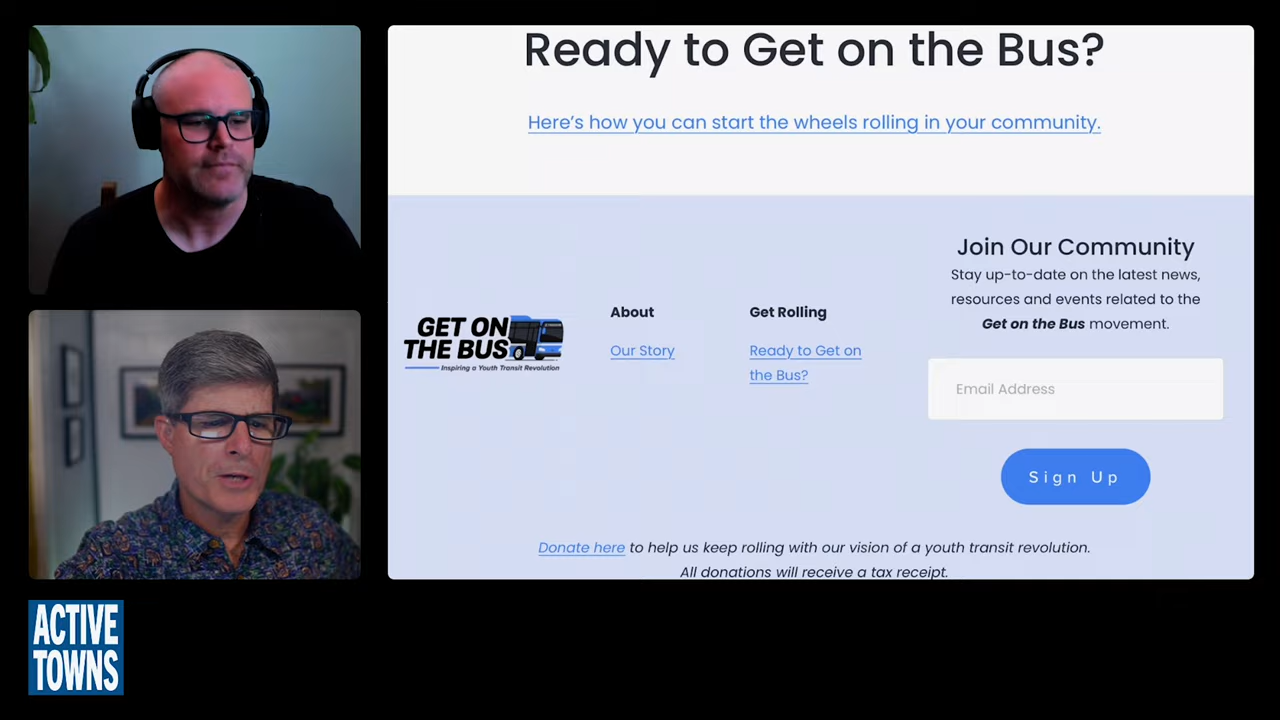 Ready to Get on the Bus?
Here's how you can start the wheels rolling in your community.
GET ON
THE BUS
Inspiring a Youth Transit Revolution
About
Our Story
Get Rolling
Ready to Get on
the Bus?
Join Our Community
Stay up-to-date on the latest news,
resources and events related to the
Get on the Bus movement.
Email Address
Sign Up
Donate here to help us keep rolling with our vision of a youth transit revolution.
All donations will receive a tax receipt.
ACTIVE
TOWNS